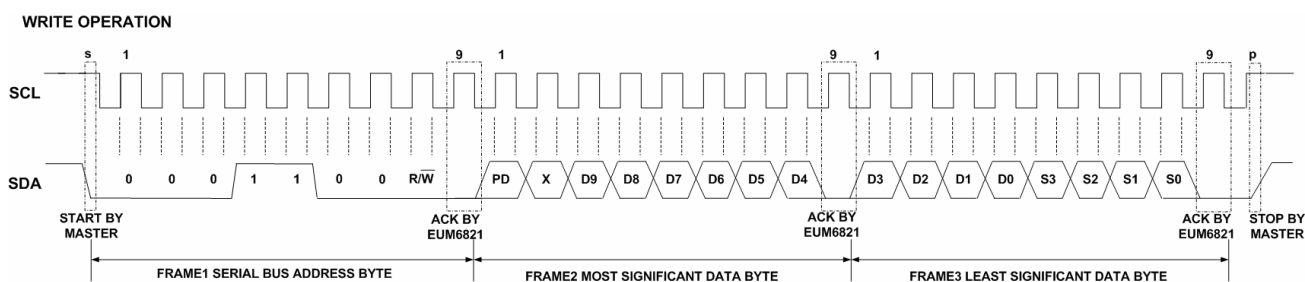 WRITE OPERATION
s 1 9 1 9 1 9 p
SCL
SDA 0 0 0 1 1 0 0 R/W̅ PD X D9 D8 D7 D6 D5 D4 D3 D2 D1 D0 S3 S2 S1 S0
START BY
MASTER
ACK BY
EUM6821
ACK BY
EUM6821
ACK BY
EUM6821
STOP BY
MASTER
FRAME1 SERIAL BUS ADDRESS BYTE
FRAME2 MOST SIGNIFICANT DATA BYTE
FRAME3 LEAST SIGNIFICANT DATA BYTE